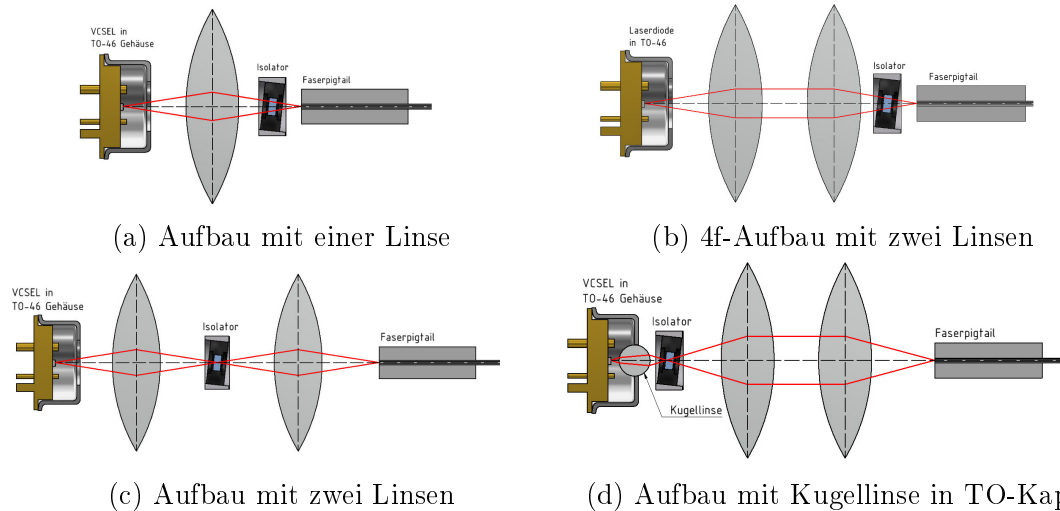 VCSEL in
TO-46 Gehäuse
Isolator
Faserpigtail
(a) Aufbau mit einer Linse
Laserdiode
in TO-46
Isolator
Faserpigtail
(b) 4f-Aufbau mit zwei Linsen
VCSEL in
TO-46 Gehäuse
Isolator
Faserpigtail
(c) Aufbau mit zwei Linsen
VCSEL in
TO-46 Gehäuse
Isolator
Faserpigtail
Kugellinse
(d) Aufbau mit Kugellinse in TO-Kap